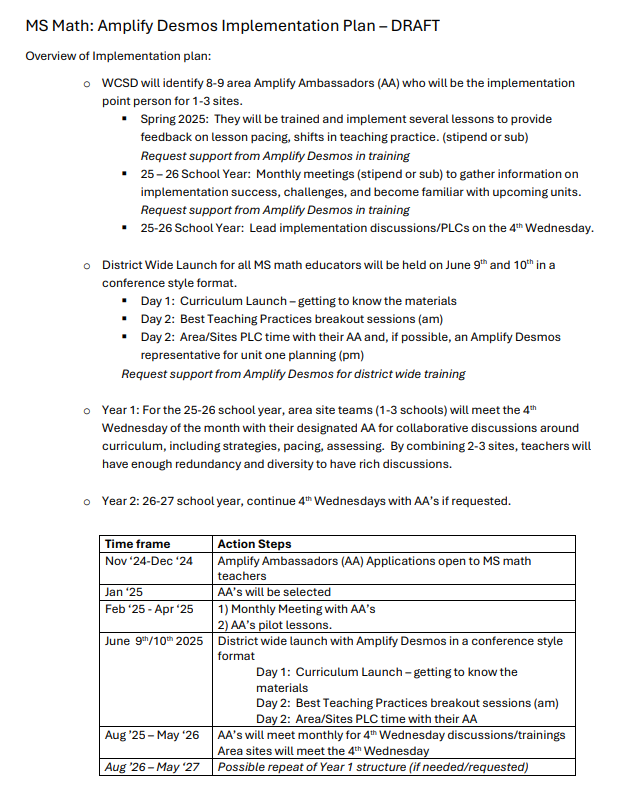 MS Math: Amplify Desmos Implementation Plan – DRAFT
Overview of Implementation plan:
o WCSD will identify 8-9 area Amplify Ambassadors (AA) who will be the implementation
point person for 1-3 sites.
▪ Spring 2025: They will be trained and implement several lessons to provide
feedback on lesson pacing, shifts in teaching practice. (stipend or sub)
Request support from Amplify Desmos in training
▪ 25 – 26 School Year: Monthly meetings (stipend or sub) to gather information on
implementation success, challenges, and become familiar with upcoming units.
Request support from Amplify Desmos in training
▪ 25-26 School Year: Lead implementation discussions/PLCs on the 4th Wednesday.
o District Wide Launch for all MS math educators will be held on June 9th and 10th in a
conference style format.
▪ Day 1: Curriculum Launch – getting to know the materials
▪ Day 2: Best Teaching Practices breakout sessions (am)
▪ Day 2: Area/Sites PLC time with their AA and, if possible, an Amplify Desmos
representative for unit one planning (pm)
Request support from Amplify Desmos for district wide training
o Year 1: For the 25-26 school year, area site teams (1-3 schools) will meet the 4th
Wednesday of the month with their designated AA for collaborative discussions around
curriculum, including strategies, pacing, assessing. By combining 2-3 sites, teachers will
have enough redundancy and diversity to have rich discussions.
o Year 2: 26-27 school year, continue 4th Wednesdays with AA's if requested.
Time frame Action Steps
Nov '24-Dec '24 Amplify Ambassadors (AA) Applications open to MS math
teachers
Jan '25 AA's will be selected
Feb '25 - Apr '25 1) Monthly Meeting with AA's
2) AA's pilot lessons.
June 9th/10th 2025 District wide launch with Amplify Desmos in a conference style
format
Day 1: Curriculum Launch – getting to know the
materials
Day 2: Best Teaching Practices breakout sessions (am)
Day 2: Area/Sites PLC time with their AA
Aug '25 – May '26 AA's will meet monthly for 4th Wednesday discussions/trainings
Area sites will meet the 4th Wednesday
Aug '26 – May '27 Possible repeat of Year 1 structure (if needed/requested)